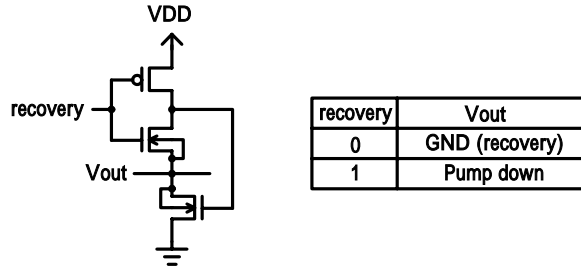 VDD
recovery
Vout
recovery Vout
0 GND (recovery)
1 Pump down